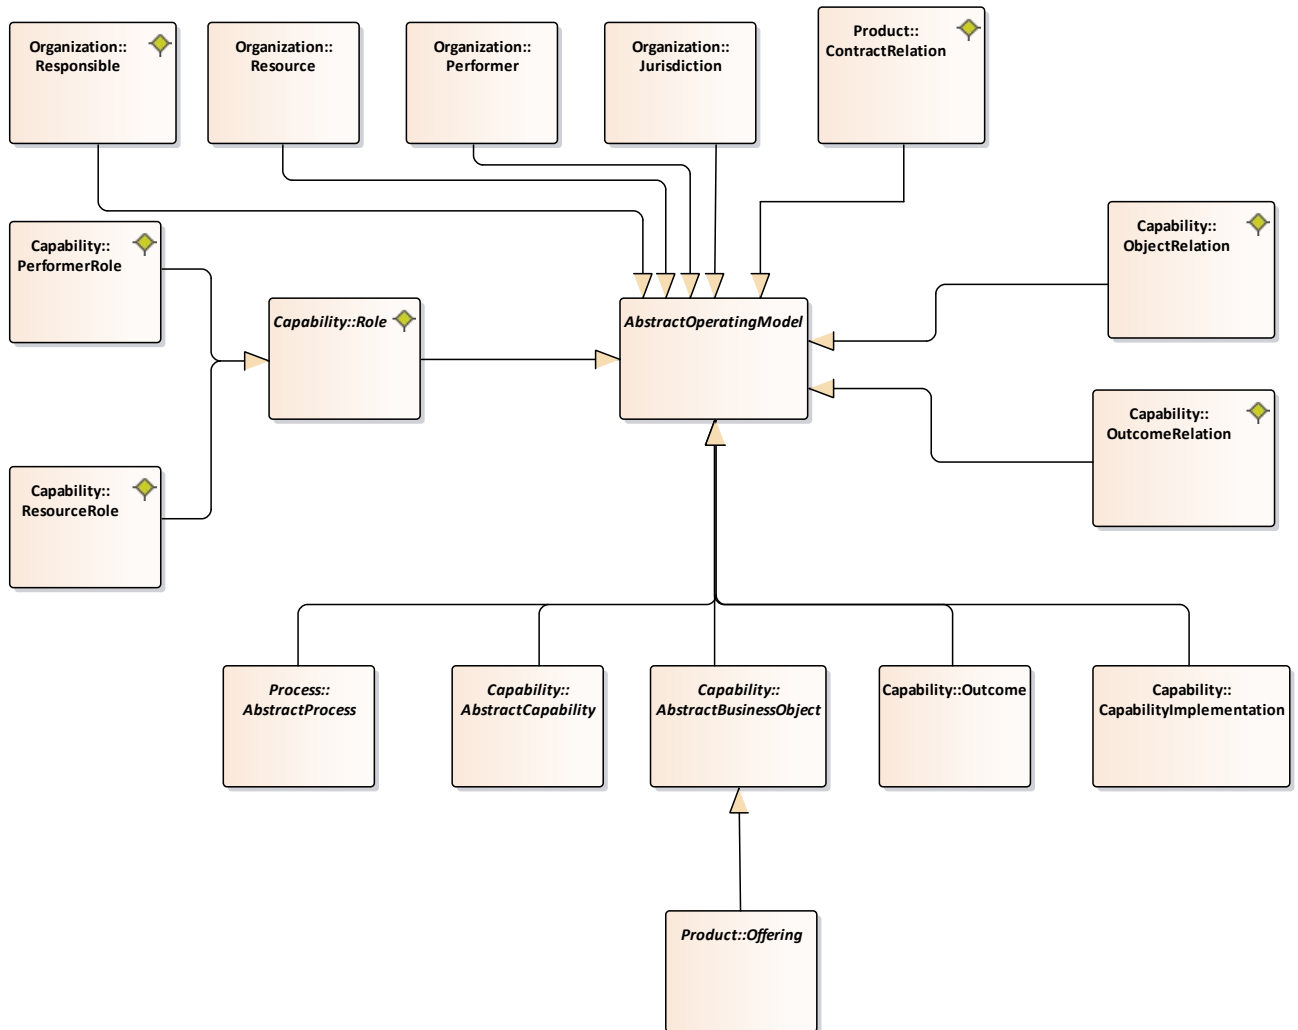 Organization::
Responsible
Organization::
Resource
Organization::
Performer
Organization::
Jurisdiction
Product::
ContractRelation
Capability::
PerformerRole
Capability::Role
AbstractOperatingModel
Capability::
ObjectRelation
Capability::
OutcomeRelation
Capability::
ResourceRole
Process::
AbstractProcess
Capability::
AbstractCapability
Capability::
AbstractBusinessObject
Capability::Outcome
Capability::
CapabilityImplementation
Product::Offering